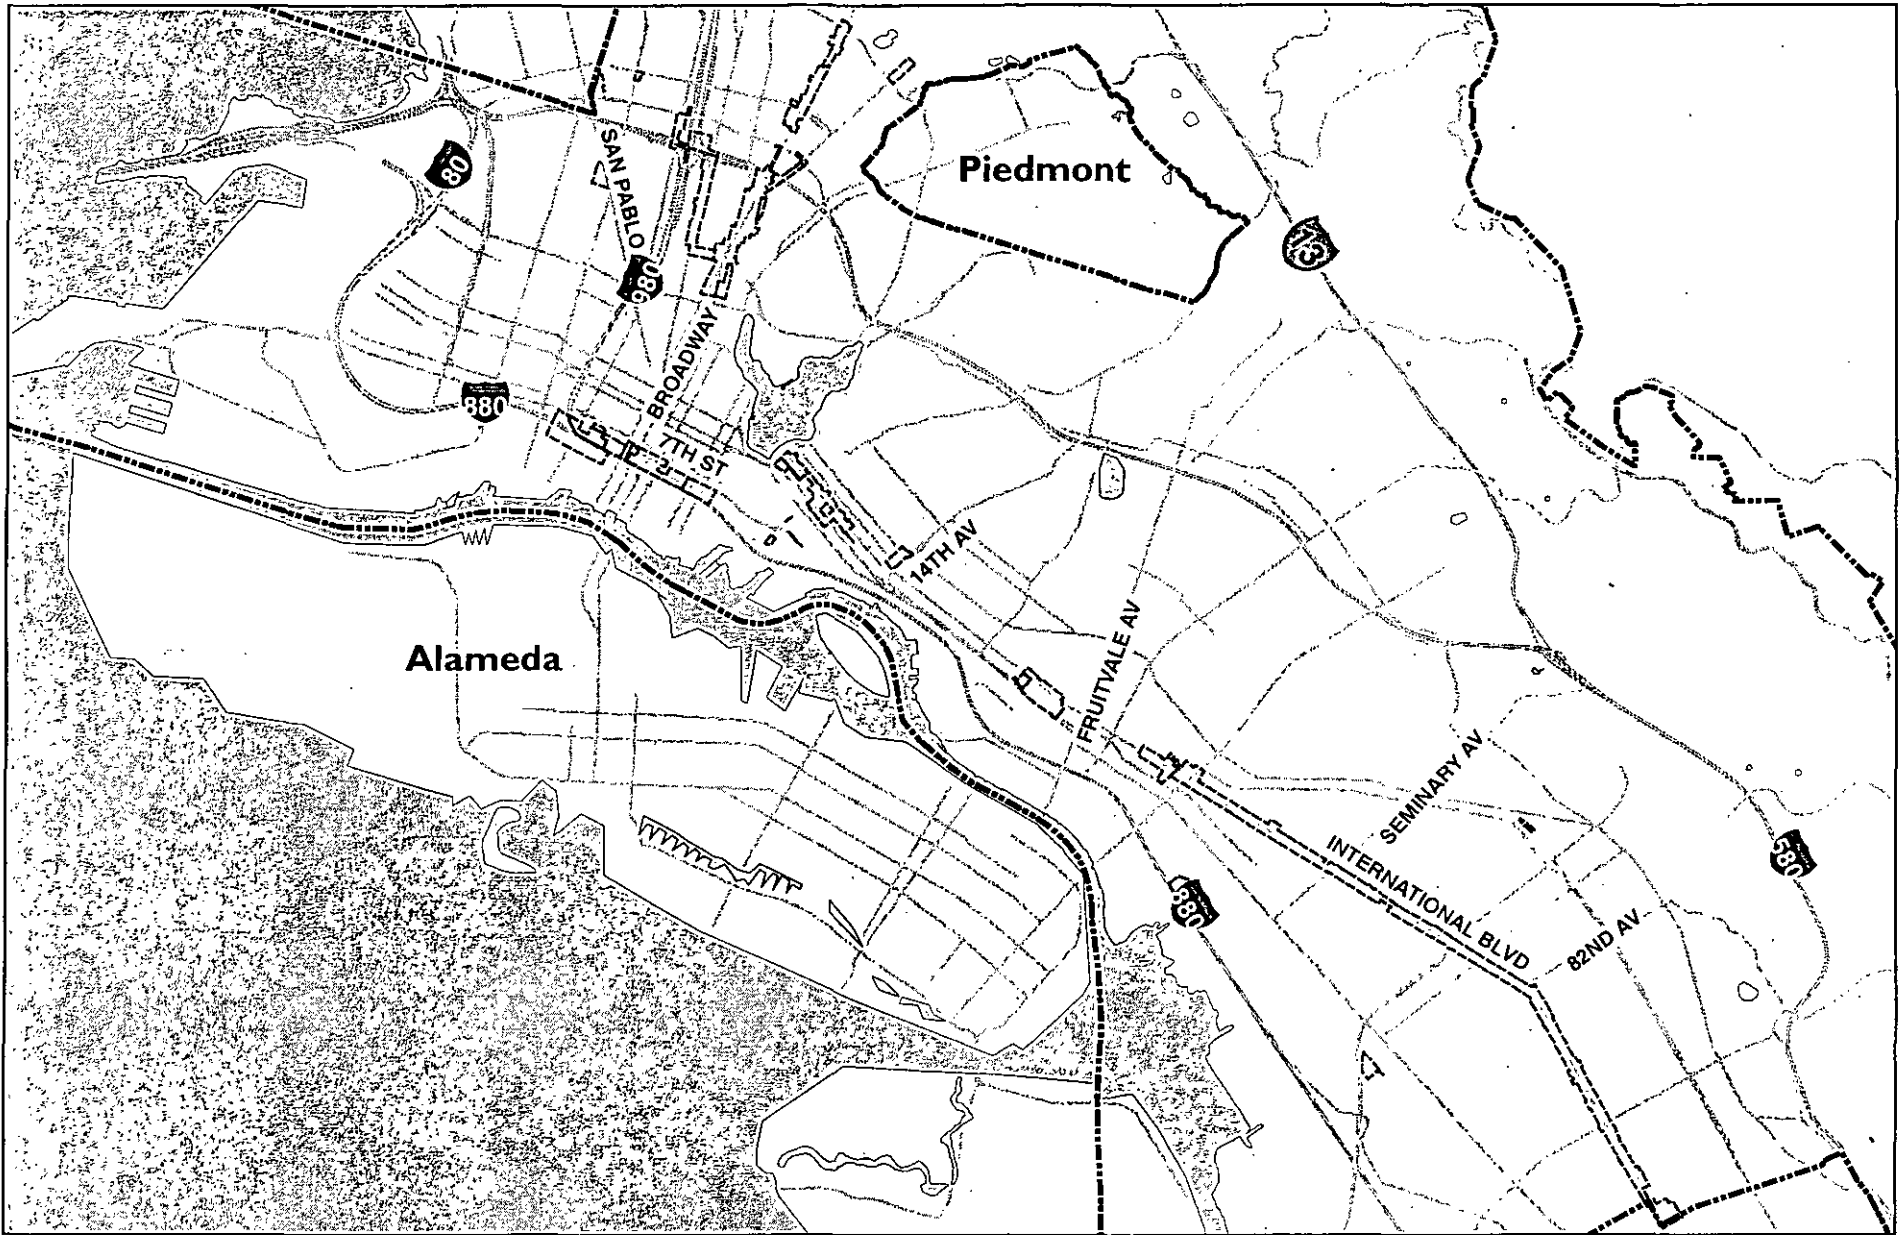 80
SAN PABLO
Piedmont
13
980
BROADWAY
880
7TH ST
14TH AV
Alameda
FRUITVALE AV
SEMINARY AV
INTERNATIONAL BLVD
580
880
82ND AV